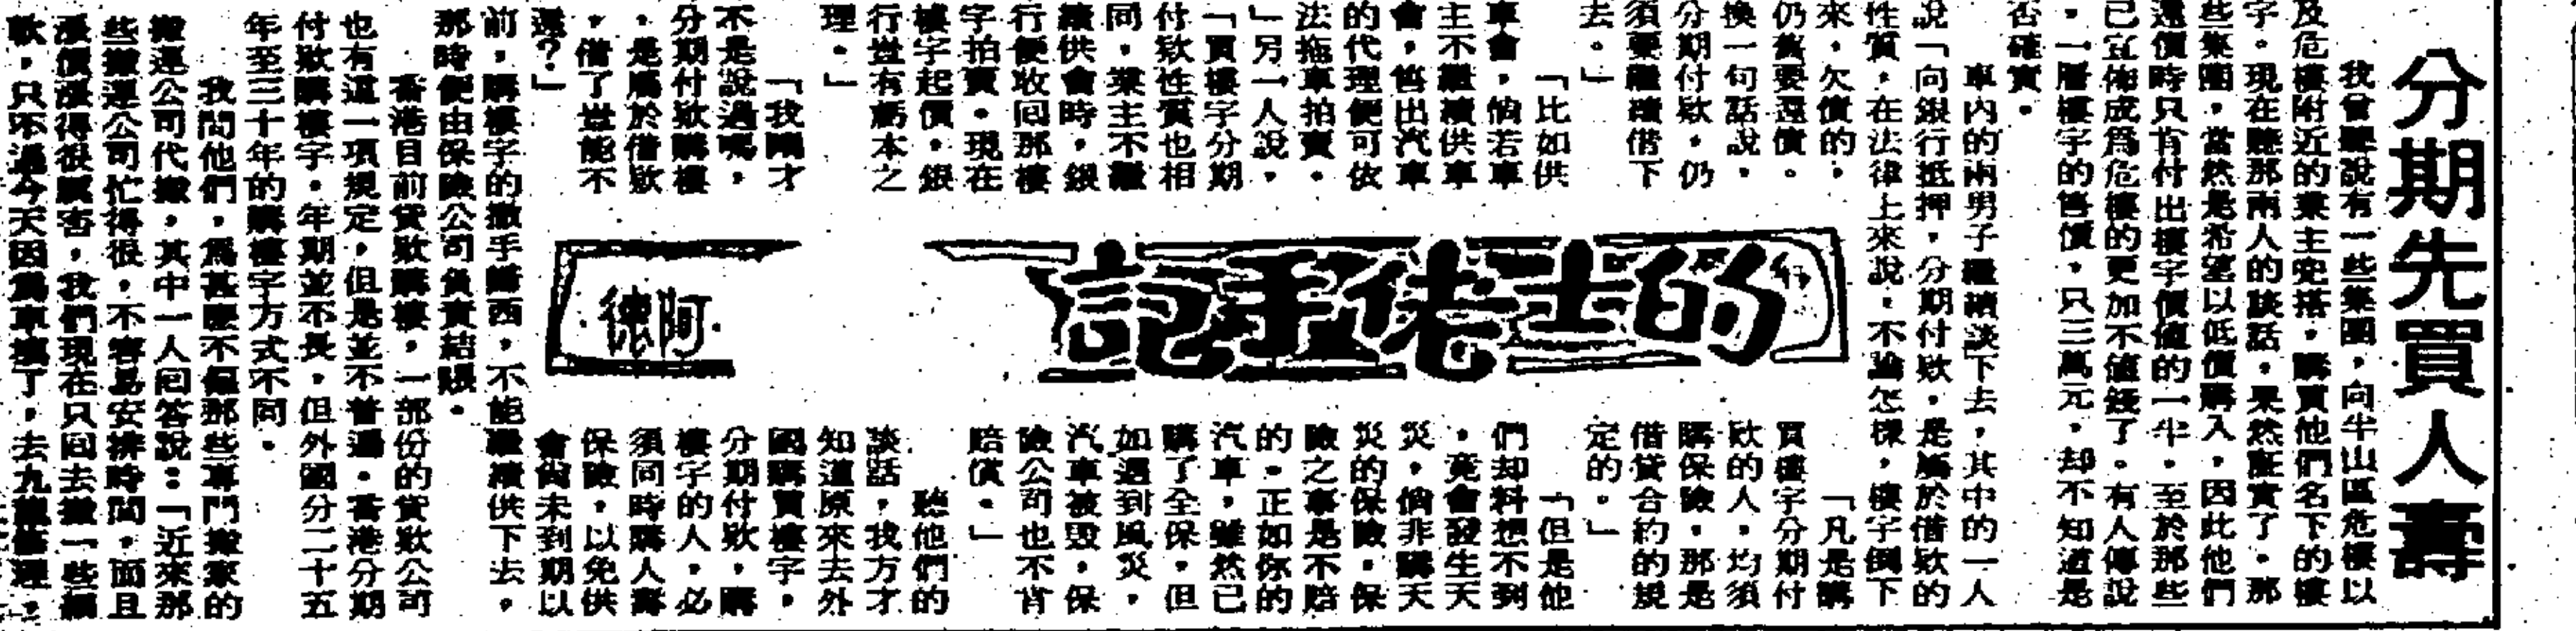 分期先買人壽
我曾聽說有一些集團，向半山區危樓以
及危樓附近的業主兜搭，購買他們名下的樓
字。現在聽那兩人的談話，果然證實了。那
些集團，當然是希望以低價購入，因此他們
還價時只肯付出樓宇價值的一半。至於那些
已宣佈成爲危樓的更加不值錢了。有人傳說
，一層樓宇的售價，只三萬元，却不知道是
否確實。
車內的兩男子繼續談下去，其中的一人
說「向銀行抵押，分期付欵，是屬於借欵的
性質，在法律上來說，不論怎樣，樓宇倒下
來，欠債的，
仍舊要還債。
換一句話說，
分期付欵，仍
須要繼續借下
去。」
「比如供
車會，倘若車
主不繼續供車
會，售出汽車
的代理便可依
法拖車拍賣。
」另一人說，
「買樓宇分期
付欵性質也相
同，業主不繼
續供會時，銀
行便收回那樓
宇拍賣。現在
樓宇起價，銀
行豈有虧本之
理。」
「我剛才
不是說過嗎，
分期付欵購樓
，是屬於借欵
，借了豈能不
還？」
的士佬手記
阿德
「凡是購
買樓宇分期付
欵的人，均須
購保險，那是
借貸合約的規
定的。」
「但是他
們却料想不到
，竟會發生天
災，倘非購天
災的保險，保
險之事是不賠
的。正如你的
汽車，雖然已
購了全保，但
如遇到風災，
汽車被毀，保
險公司也不肯
賠償。」
聽他們的
談話，我方才
知道原來去外
國購買樓宇，
分期付欵，購
樓宇的人，必
須同時購人壽
保險，以免供
會尚未到期以
前，購樓宇的撒手歸西，不能繼續供下去，
那時便由保險公司負責結賬。
香港目前貸欵購樓，一部份的貸欵公司
也有這一項規定，但是並不普遍。香港分期
付欵購樓宇。年期並不長，但外國分二十五
年至三十年的購樓宇方式不同。
我問他們，爲甚麼不僱那些專門搬家的
搬運公司代搬，其中一人回答說：「近來那
些搬運公司忙得很，不容易安排時間，而且
漲價漲得很厲害，我們現在只回去搬一些
只不過今天因爲車壞了，去九龍修理，